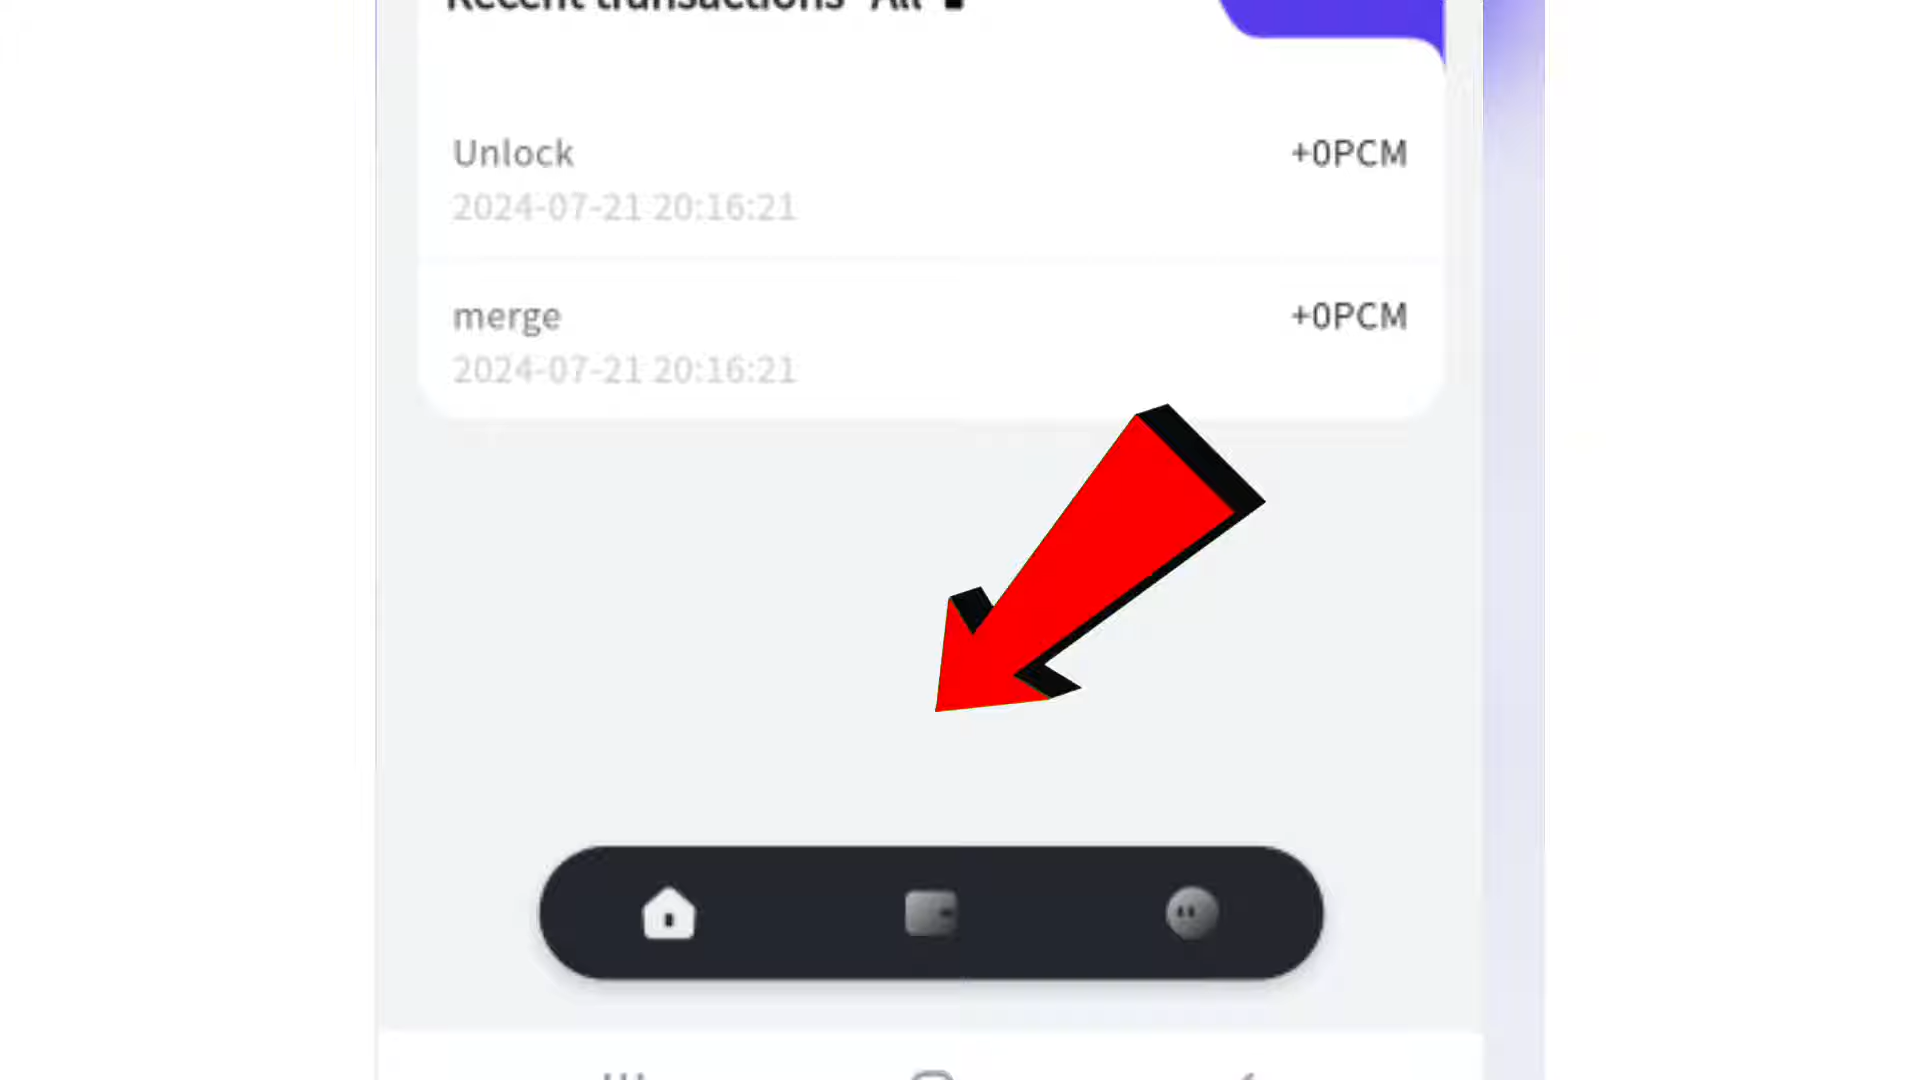 Recent transactions All
Unlock
+0PCM
2024-07-21 20:16:21
merge
+0PCM
2024-07-21 20:16:21